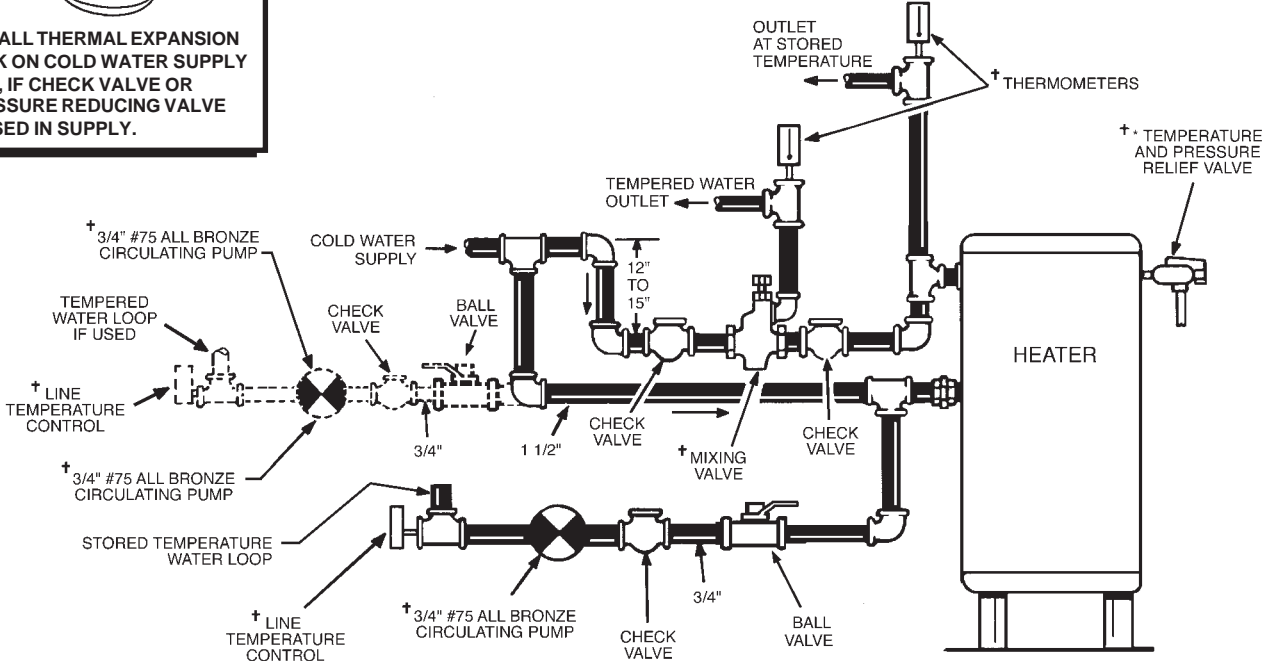 ALL THERMAL EXPANSION
ON COLD WATER SUPPLY
, IF CHECK VALVE OR
REDUCING VALVE
IN SUPPLY.
OUTLET
AT STORED
TEMPERATURE
† THERMOMETERS
†* TEMPERATURE
AND PRESSURE
RELIEF VALVE
TEMPERED WATER
OUTLET
† 3/4" #75 ALL BRONZE
CIRCULATING PUMP
COLD WATER
SUPPLY
12"
TO
15"
TEMPERED
WATER LOOP
IF USED
CHECK
VALVE
BALL
VALVE
HEATER
† LINE
TEMPERATURE
CONTROL
3/4"
1 1/2"
CHECK
VALVE
† MIXING
VALVE
CHECK
VALVE
† 3/4" #75 ALL BRONZE
CIRCULATING PUMP
STORED TEMPERATURE
WATER LOOP
† LINE
TEMPERATURE
CONTROL
† 3/4" #75 ALL BRONZE
CIRCULATING PUMP
CHECK
VALVE
3/4"
BALL
VALVE